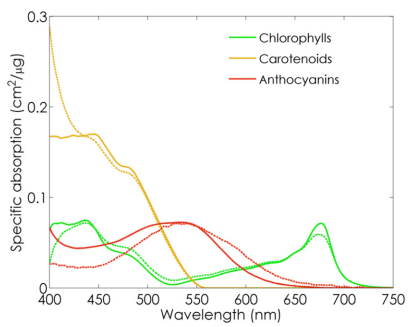 0.3
0.2
0.1
0
Specific absorption (cm²/µg)
Chlorophylls
Carotenoids
Anthocyanins
400 450 500 550 600 650 700 750
Wavelength (nm)